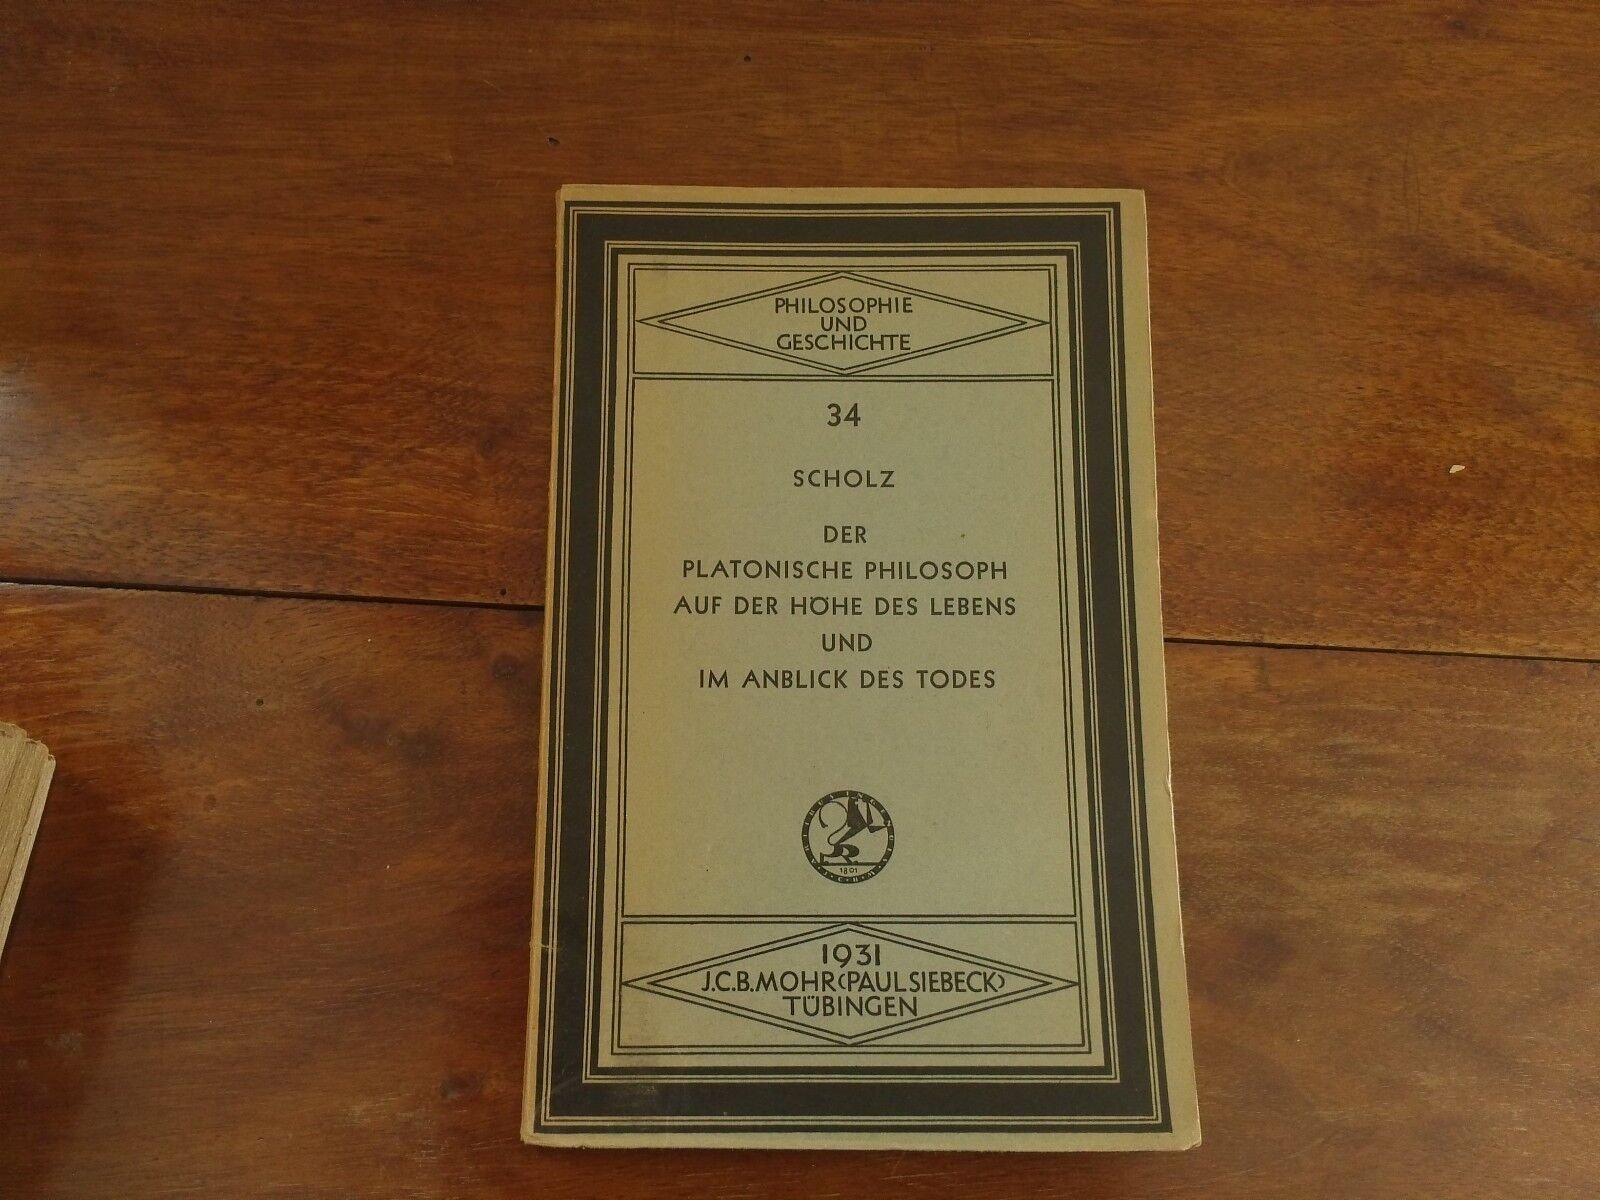 PHILOSOPHIE
UND
GESCHICHTE
34
SCHOLZ
DER
PLATONISCHE PHILOSOPH
AUF DER HÖHE DES LEBENS
UND
IM ANBLICK DES TODES
1801
1931
J.C.B.MOHR(PAUL SIEBECK)
TÜBINGEN